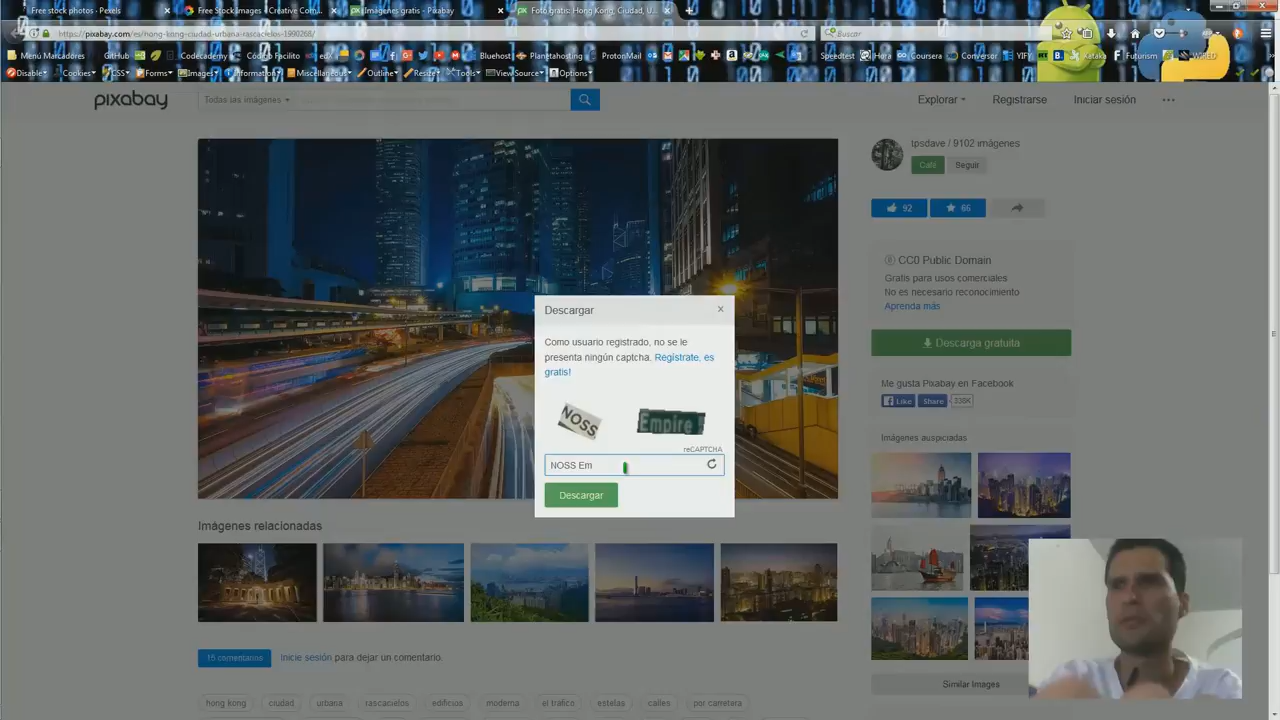 Free stock photos · Pexels
Free Stock images - Creative Com...
Imágenes gratis - Pixabay
Foto gratis: Hong Kong, Ciudad, U...
https://pixabay.com/es/hong-kong-ciudad-urbana-rascacielos-1990268/
Buscar
Menú Marcadores
GitHub
Codecademy
Código Facilito
edX
Bluehost
Planetahosting
ProtonMail
Speedtest
Hora
Coursera
Conversor
YIFY
Futurism
Xataka
WIRED
Disable
Cookies
CSS
Forms
Images
Information
Miscellaneous
Outline
Resize
Tools
View Source
Options
pixabay
Todas las imágenes
Explorar
Registrarse
Iniciar sesión
tpsdave / 9102 imágenes
Café
Seguir
92
66
CC0 Public Domain
Gratis para usos comerciales
No es necesario reconocimiento
Aprenda más
Descarga gratuita
Me gusta Pixabay en Facebook
Like
Share
338K
Imágenes auspiciadas
Descargar
x
Como usuario registrado, no se le
presenta ningún captcha. Regístrate, es
gratis!
NOSS
Empire
reCAPTCHA
NOSS Em
Descargar
Imágenes relacionadas
Similar Images
15 comentarios
Inicie sesión para dejar un comentario.
hong kong
ciudad
urbana
rascacielos
edificios
moderna
el tráfico
estelas
calles
por carretera